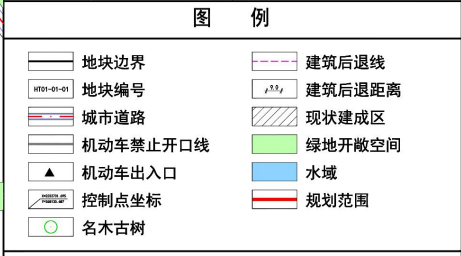 图 例
地块边界 建筑后退线
HT01-01-01 地块编号 9.0 建筑后退距离
城市道路 现状建成区
机动车禁止开口线 绿地开敞空间
机动车出入口 水域
控制点坐标 规划范围
名木古树